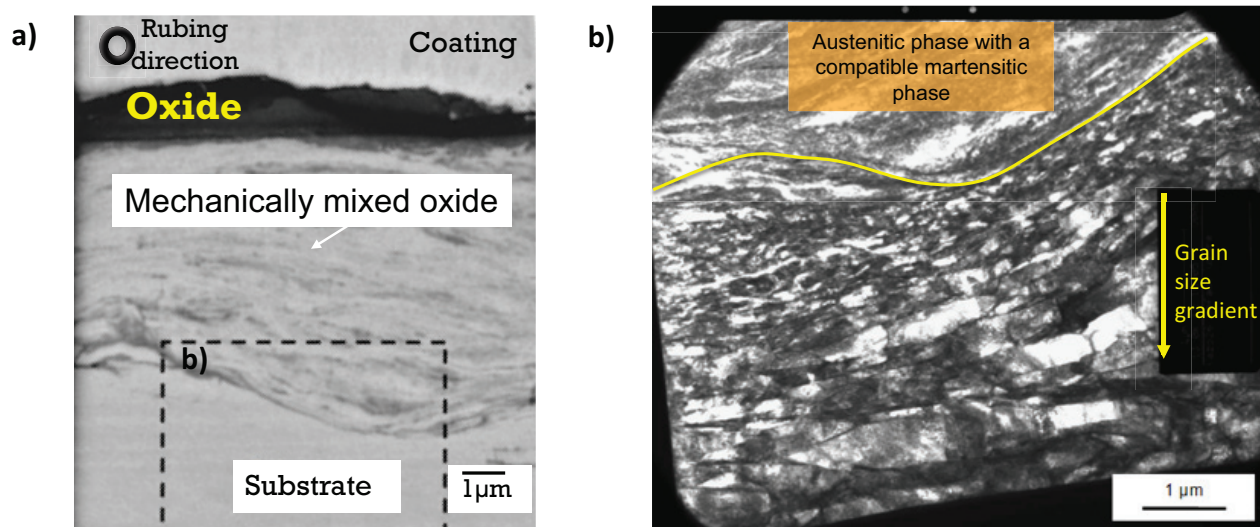 a)
Rubing
direction
Coating
Oxide
Mechanically mixed oxide
b)
Substrate
1µm
b)
Austenitic phase with a
compatible martensitic
phase
Grain
size
gradient
1 µm